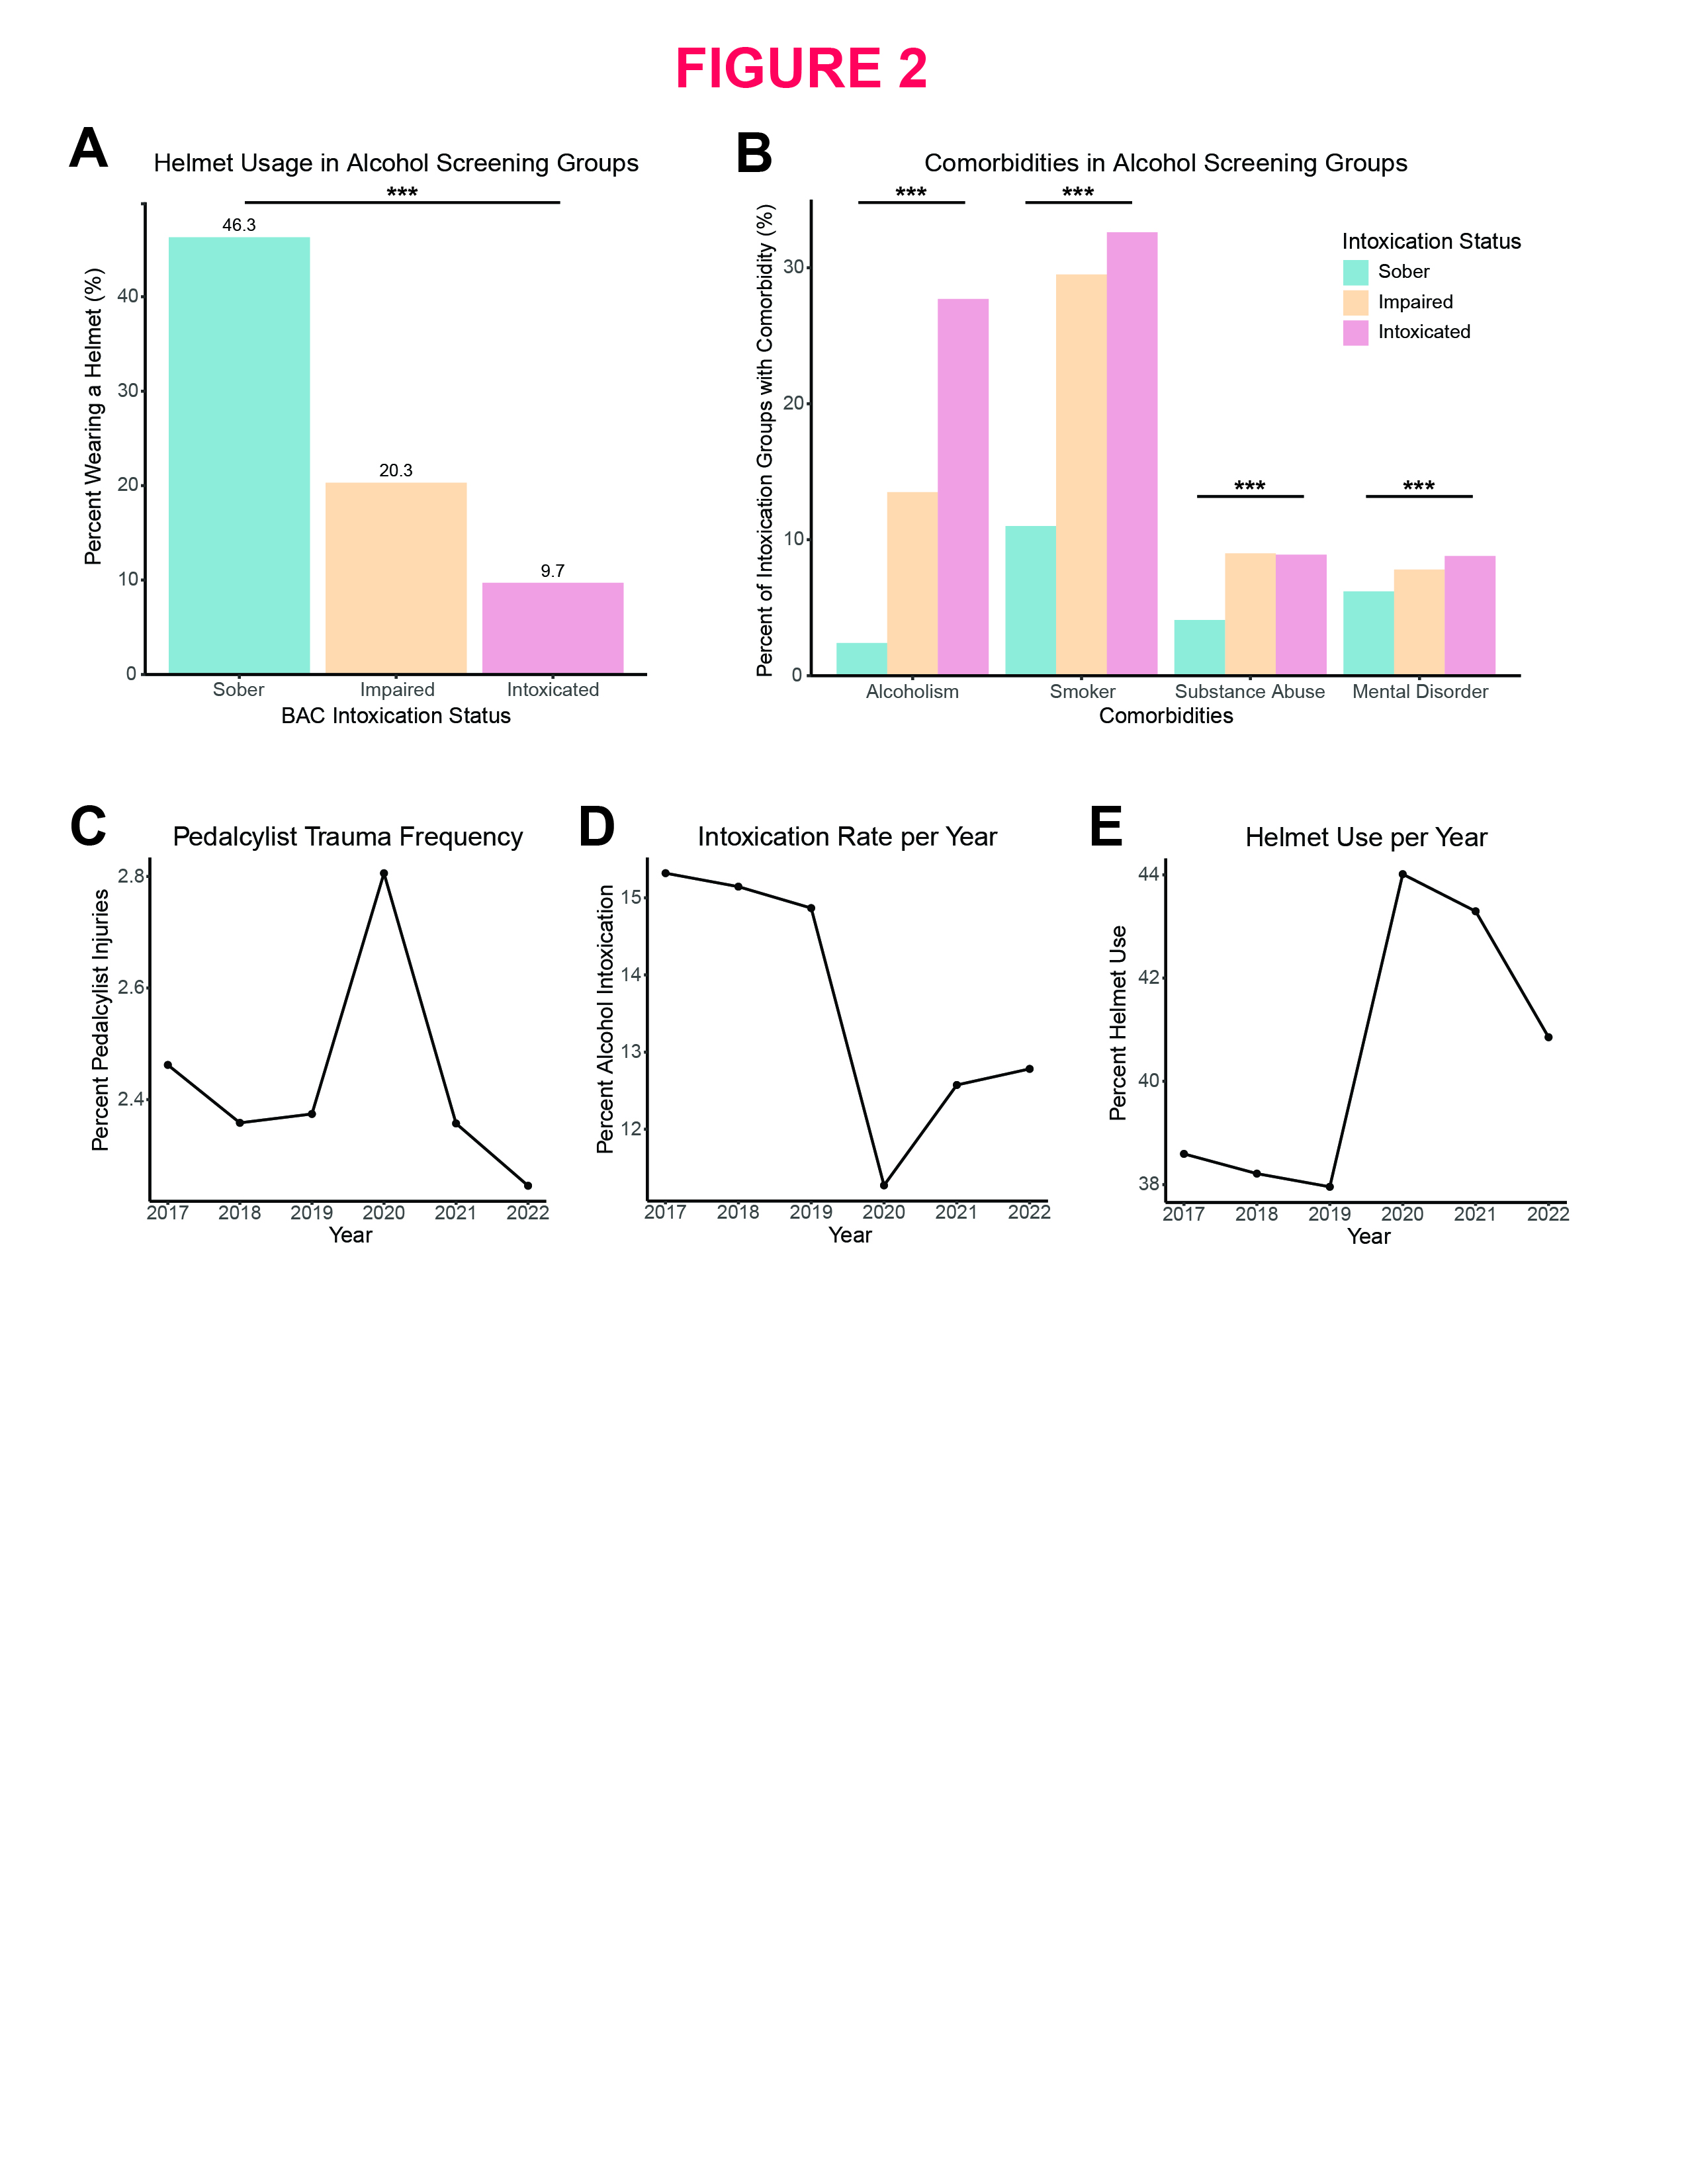 FIGURE 2
A
Helmet Usage in Alcohol Screening Groups
***
Percent Wearing a Helmet (%)
40
30
20
10
0
46.3
20.3
9.7
Sober
Impaired
Intoxicated
BAC Intoxication Status
B
Comorbidities in Alcohol Screening Groups
***
***
***
***
Percent of Intoxication Groups with Comorbidity (%)
30
20
10
0
Intoxication Status
Sober
Impaired
Intoxicated
Alcoholism
Smoker
Substance Abuse
Mental Disorder
Comorbidities
C
Pedalcylist Trauma Frequency
Percent Pedalcylist Injuries
2.8
2.6
2.4
2017 2018 2019 2020 2021 2022
Year
D
Intoxication Rate per Year
Percent Alcohol Intoxication
15
14
13
12
2017 2018 2019 2020 2021 2022
Year
E
Helmet Use per Year
Percent Helmet Use
44
42
40
38
2017 2018 2019 2020 2021 2022
Year